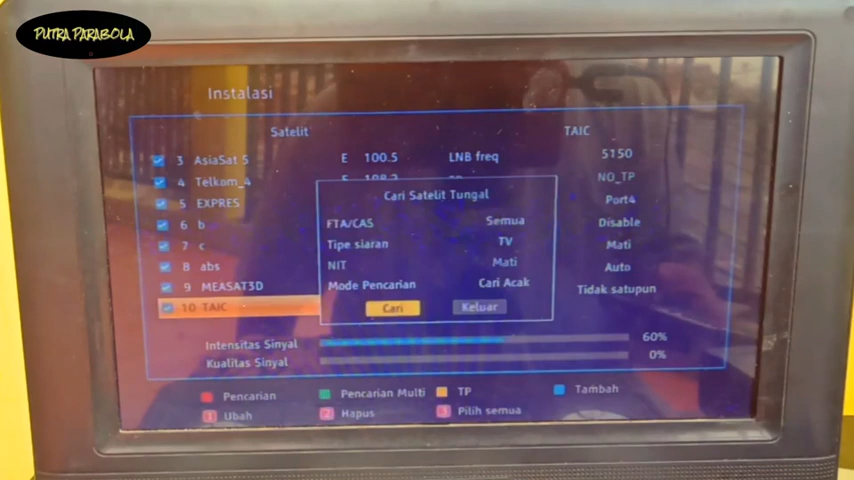 PUTRA PARABOLA
Instalasi
Satelit TAIC
3 AsiaSat 5 E 100.5 LNB freq 5150
4 Telkom_4 NO_TP
5 EXPRES Port4
6 b Disable
7 c Mati
8 abs Auto
9 MEASAT3D Tidak satupun
10 TAIC
Cari Satelit Tungal
FTA/CAS Semua
Tipe siaran TV
NIT Mati
Mode Pencarian Cari Acak
Cari Keluar
Intensitas Sinyal 60%
Kualitas Sinyal 0%
Pencarian Pencarian Multi TP Tambah
1 Ubah 2 Hapus 3 Pilih semua